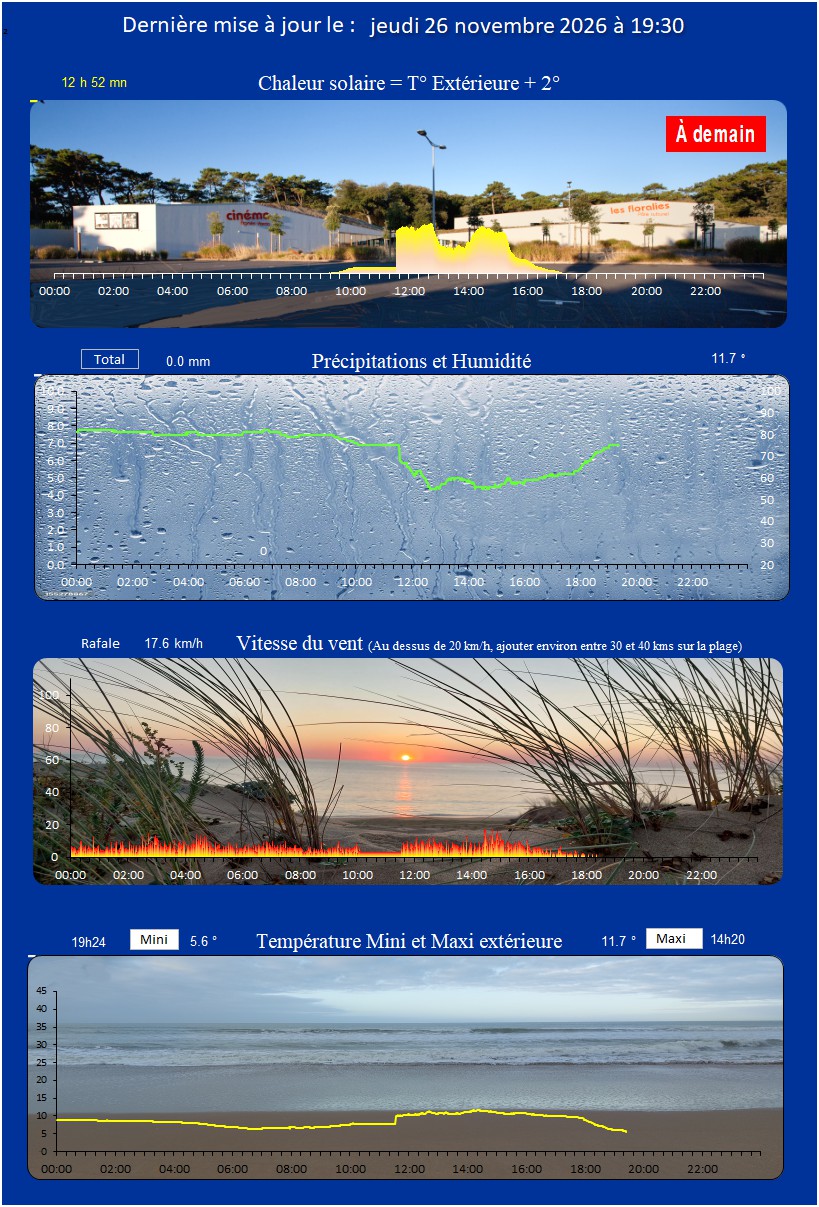 Dernière mise à jour le : jeudi 26 novembre 2026 à 19:30
12 h 52 mn
Chaleur solaire = T° Extérieure + 2°
À demain
cinéma
les floralies
00:00 02:00 04:00 06:00 08:00 10:00 12:00 14:00 16:00 18:00 20:00 22:00
Total 0.0 mm Précipitations et Humidité 11.7 °
10.0 100
9.0 90
8.0 80
7.0 70
6.0 60
5.0 50
4.0 40
3.0 30
2.0 20
1.0
0.0
0
00:00 02:00 04:00 06:00 08:00 10:00 12:00 14:00 16:00 18:00 20:00 22:00
Rafale 17.6 km/h Vitesse du vent (Au dessus de 20 km/h, ajouter environ entre 30 et 40 kms sur la plage)
100
80
60
40
20
0
00:00 02:00 04:00 06:00 08:00 10:00 12:00 14:00 16:00 18:00 20:00 22:00
19h24 Mini 5.6 ° Température Mini et Maxi extérieure 11.7 ° Maxi 14h20
45
40
35
30
25
20
15
10
5
0
00:00 02:00 04:00 06:00 08:00 10:00 12:00 14:00 16:00 18:00 20:00 22:00